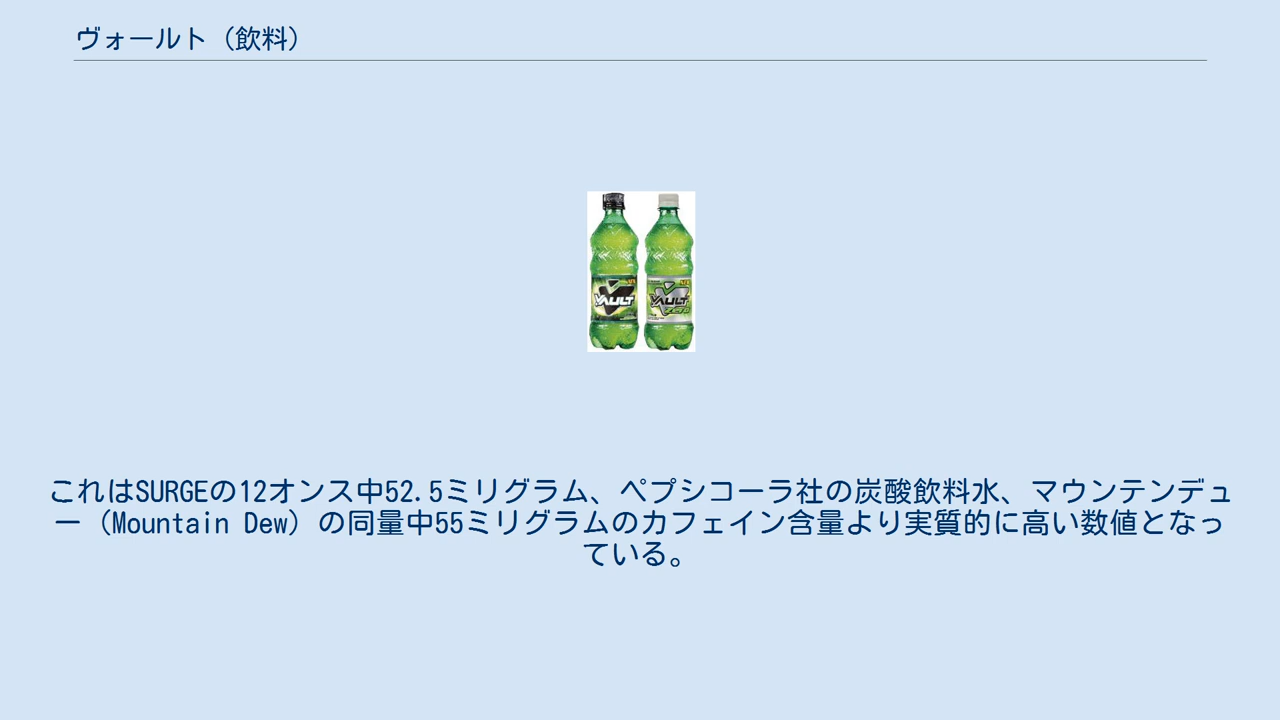 ヴォールト（飲料）
VAULT
VAULT
ZERO
これはSURGEの12オンス中52.5ミリグラム、ペプシコーラ社の炭酸飲料水、マウンテンデュ
ー（Mountain Dew）の同量中55ミリグラムのカフェイン含量より実質的に高い数値となっ
ている。